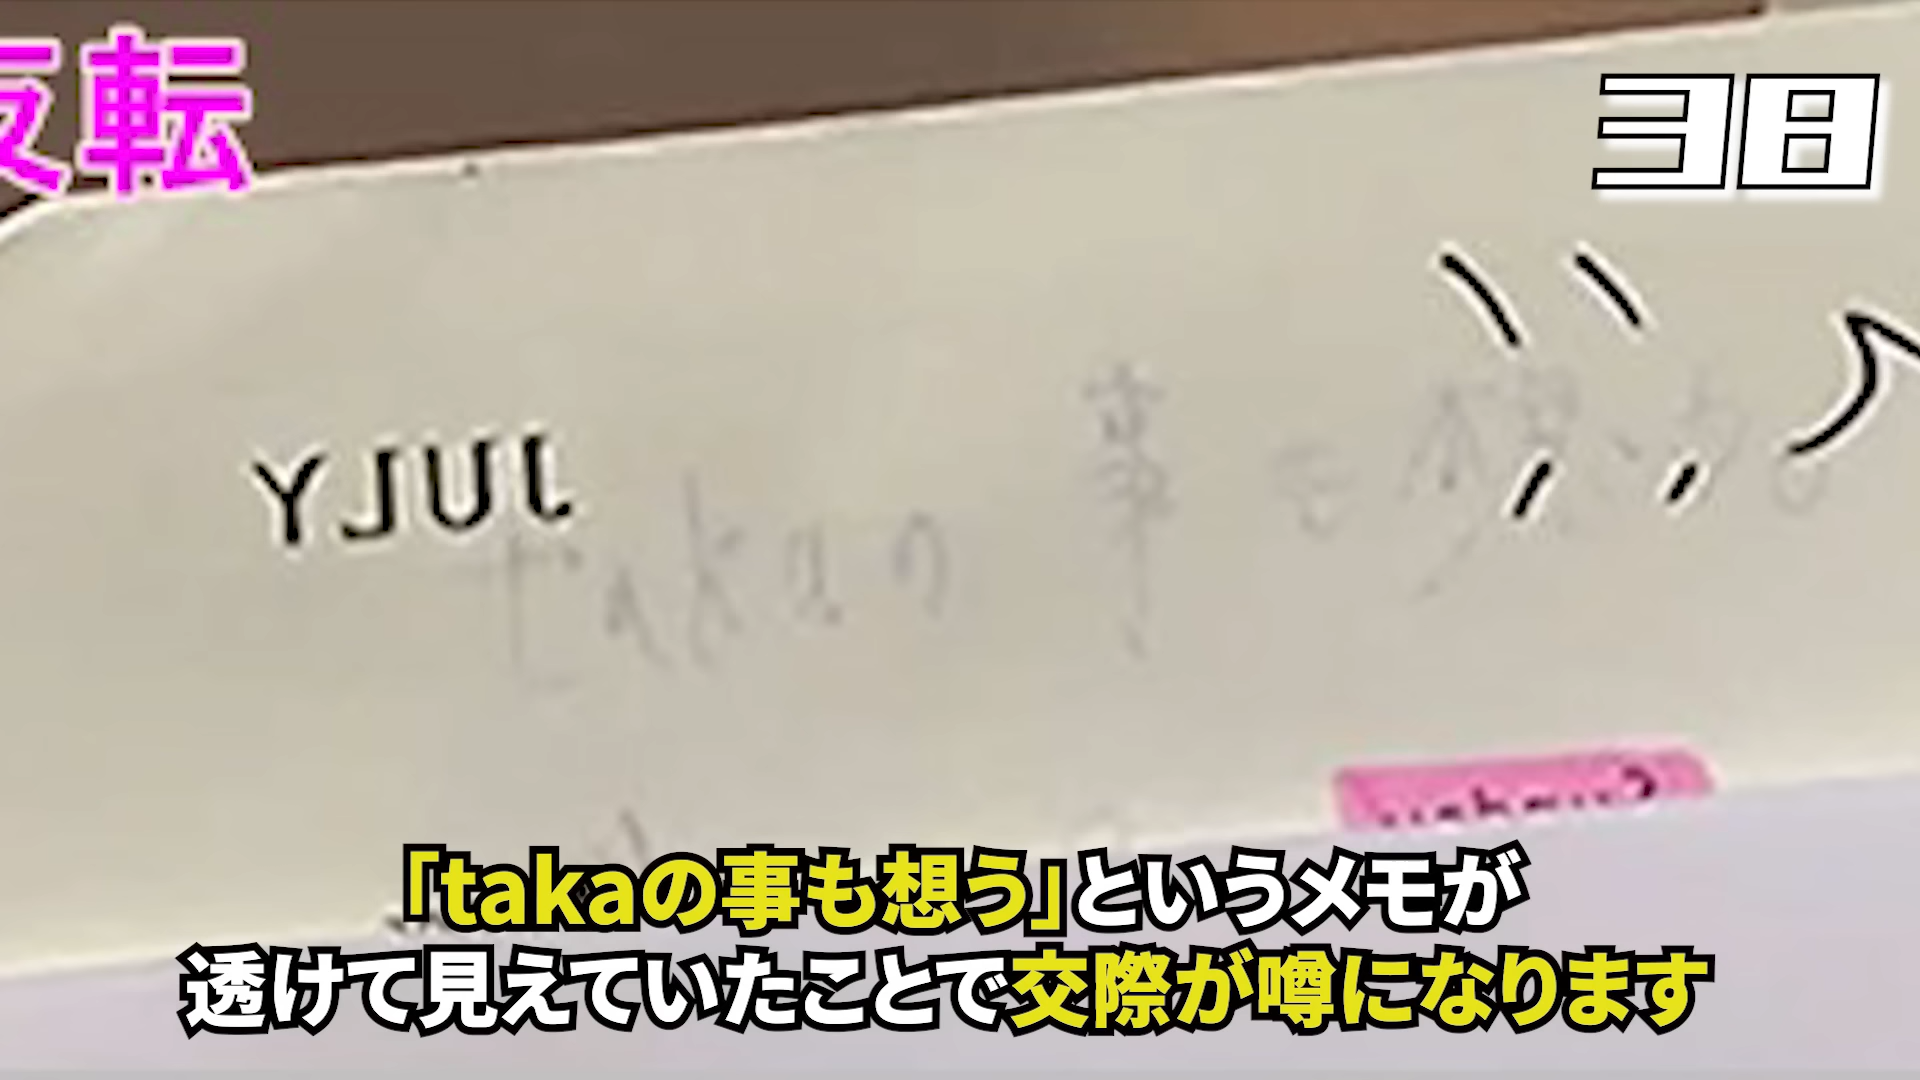 反転
38
YJUL
takaの事も想う
「takaの事も想う」というメモが
透けて見えていたことで交際が噂になります